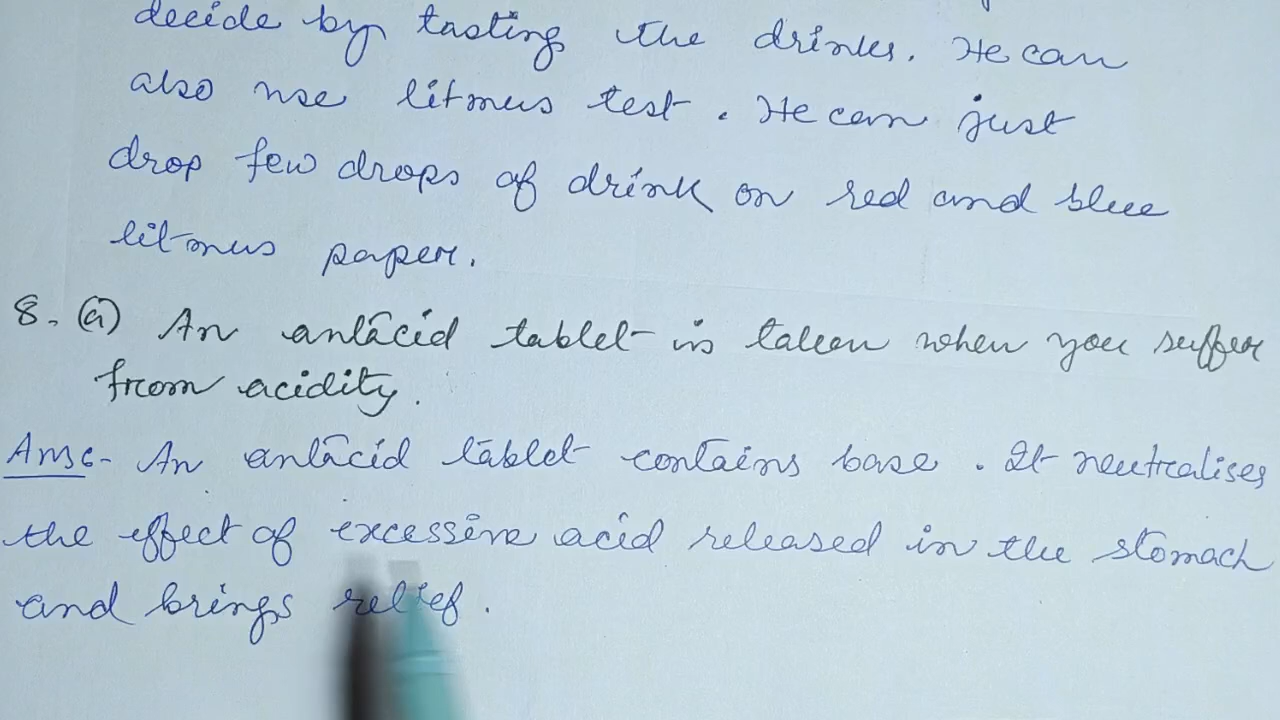 decide by tasting the drinks. He can
also use litmus test. He can just
drop few drops of drink on red and blue
litmus paper.
8. (a) An antacid tablet is taken when you suffer
from acidity.
Ans:- An antacid tablet contains base. It neutralises
the effect of excessive acid released in the stomach
and brings relief.